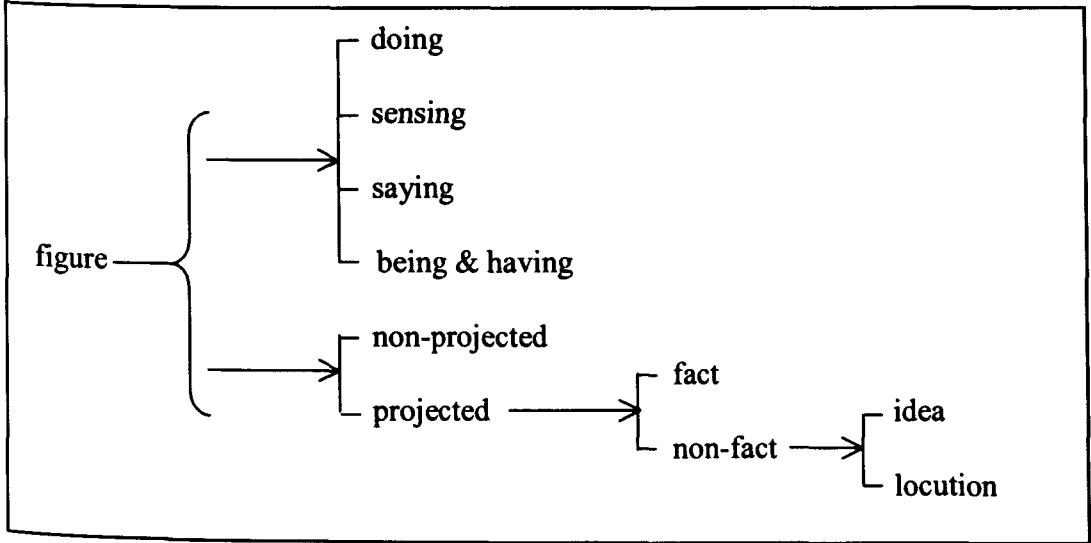 doing
sensing
saying
figure
being & having
non-projected
fact
projected
idea
non-fact
locution